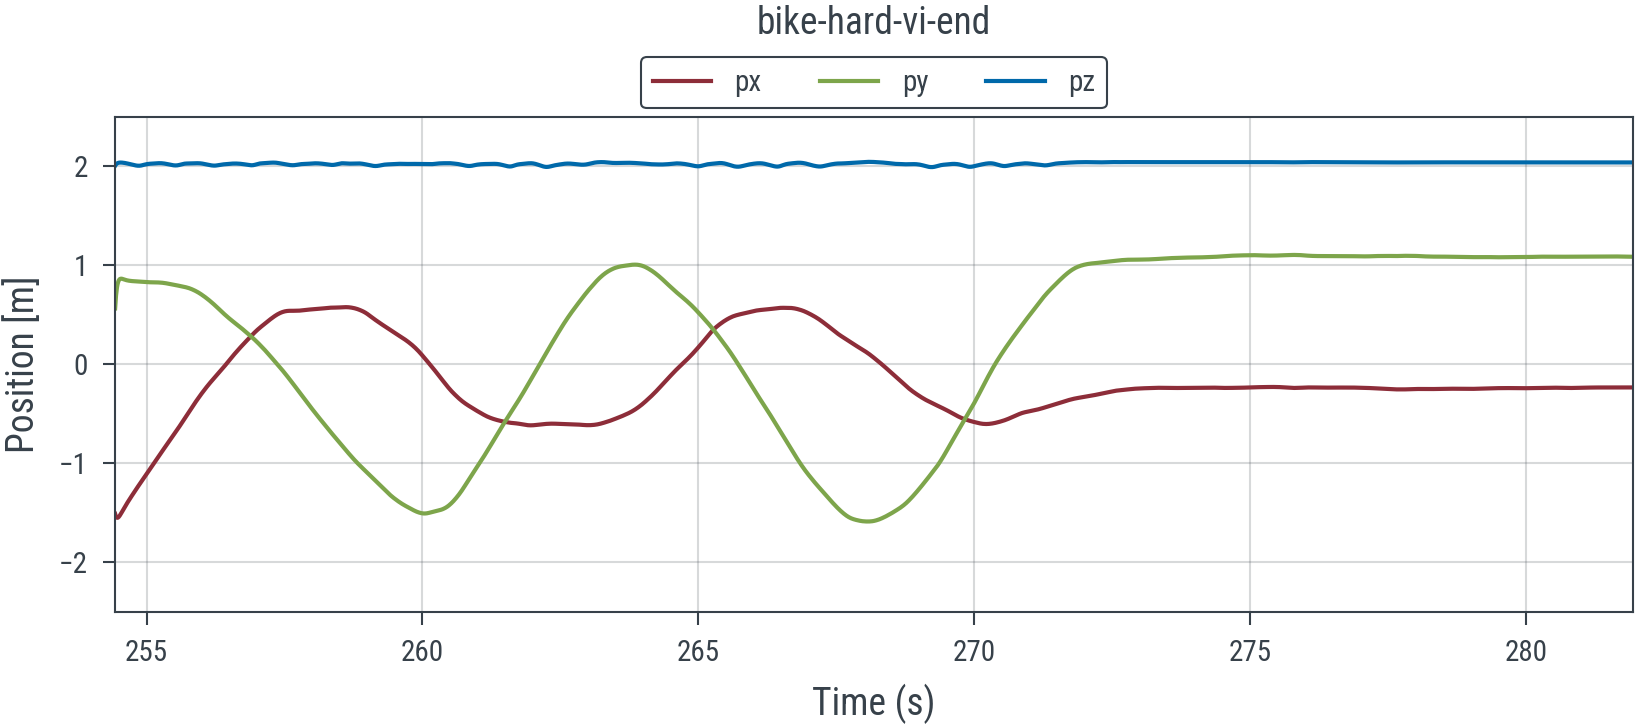 bike-hard-vi-end
px py pz
Position [m]
2
1
0
−1
−2
255 260 265 270 275 280
Time (s)